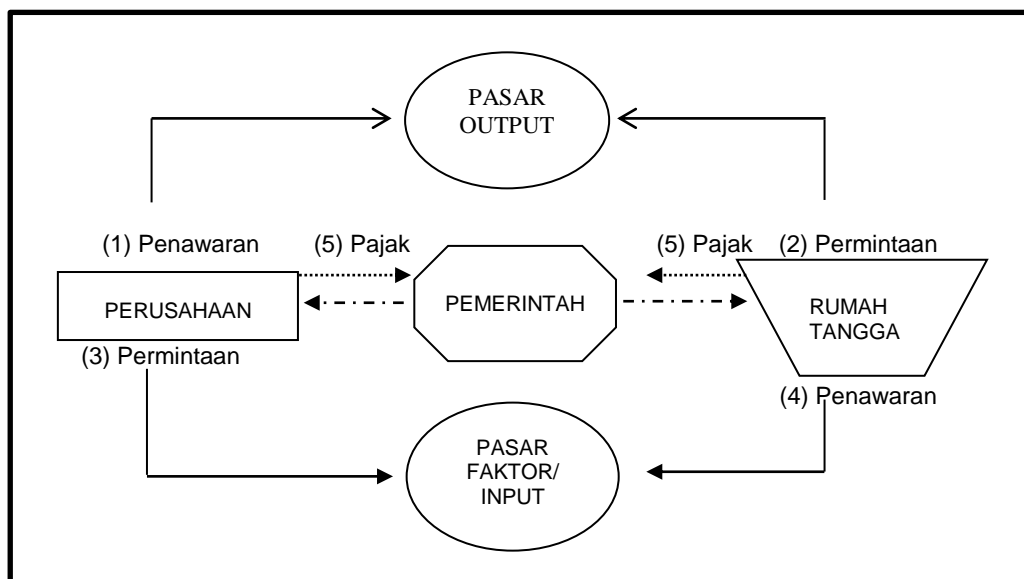 PASAR
OUTPUT
(1) Penawaran
(5) Pajak
(5) Pajak
(2) Permintaan
PERUSAHAAN
PEMERINTAH
RUMAH
TANGGA
(3) Permintaan
(4) Penawaran
PASAR
FAKTOR/
INPUT